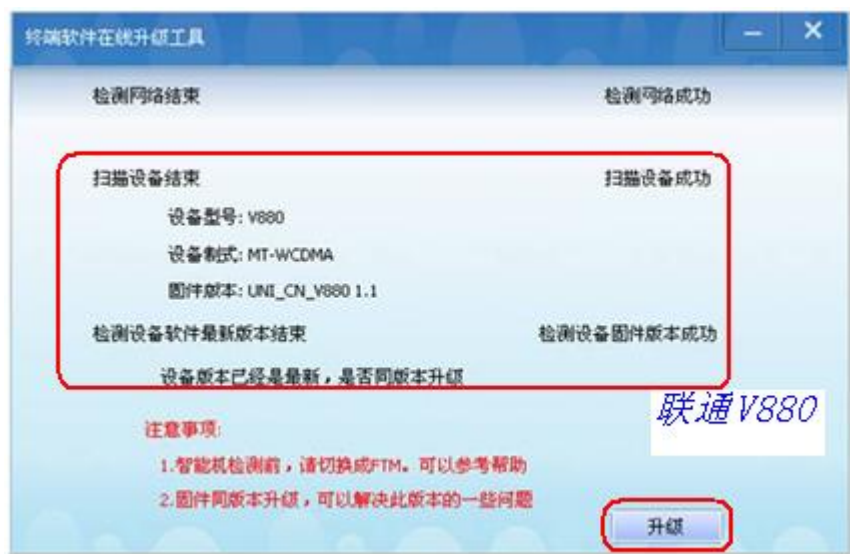 终端软件在线升级工具
检测网络结束 检测网络成功
扫描设备结束 扫描设备成功
设备型号: V880
设备制式: MT-WCDMA
固件版本: UNI_CN_V880 1.1
检测设备软件最新版本结束 检测设备固件版本成功
设备版本已经是最新，是否同版本升级
联通V880
注意事项:
1.智能机检测前，请切换成FTM。可以参考帮助
2.固件同版本升级，可以解决此版本的一些问题
升级